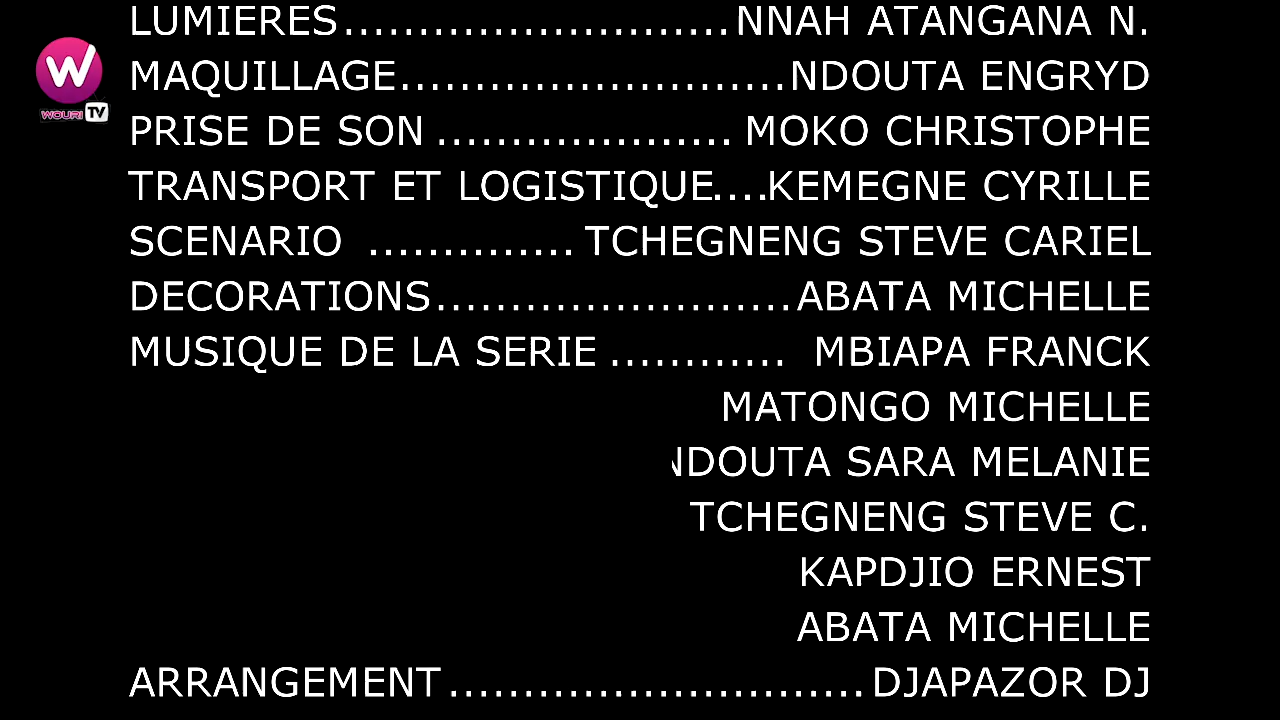 LUMIERES..........................NNAH ATANGANA N.
W
WOURI TV
MAQUILLAGE..........................NDOUTA ENGRYD
PRISE DE SON .................... MOKO CHRISTOPHE
TRANSPORT ET LOGISTIQUE....KEMEGNE CYRILLE
SCENARIO .............. TCHEGNENG STEVE CARIEL
DECORATIONS........................ABATA MICHELLE
MUSIQUE DE LA SERIE ............ MBIAPA FRANCK
MATONGO MICHELLE
NDOUTA SARA MELANIE
TCHEGNENG STEVE C.
KAPDJIO ERNEST
ABATA MICHELLE
ARRANGEMENT............................DJAPAZOR DJ